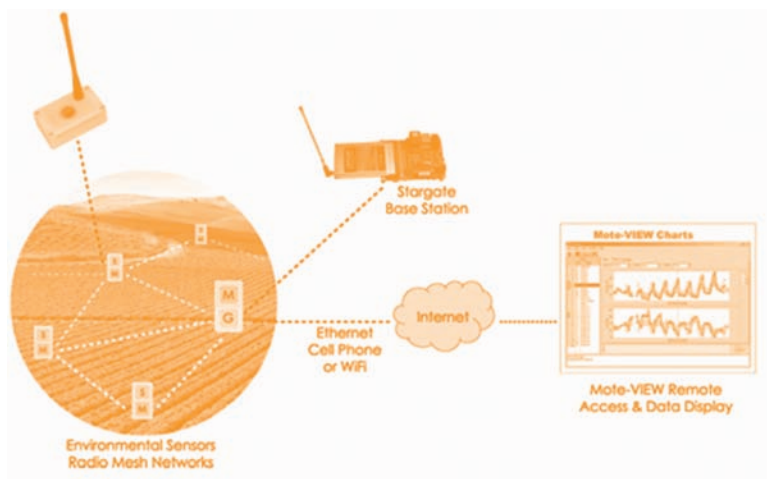 Stargate
Base Station
Mote-VIEW Charts
S
M
S
M
M
G
Internet
Ethernet
Cell Phone
or WiFi
S
M
S
M
Mote-VIEW Remote
Access & Data Display
Environmental Sensors
Radio Mesh Networks